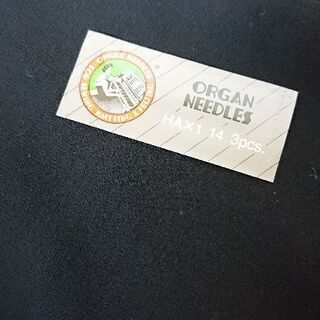 ORGAN
NEEDLES
HA×1 14 3pcs.